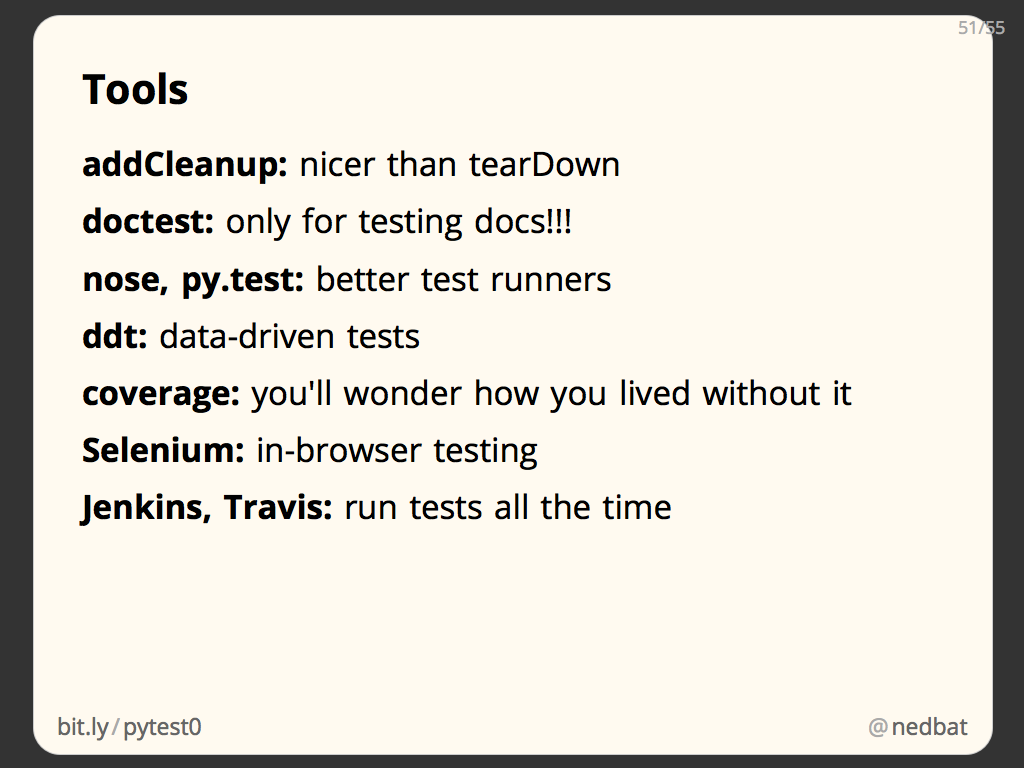 51/55
Tools
addCleanup: nicer than tearDown
doctest: only for testing docs!!!
nose, py.test: better test runners
ddt: data-driven tests
coverage: you'll wonder how you lived without it
Selenium: in-browser testing
Jenkins, Travis: run tests all the time
bit.ly/pytest0
@nedbat